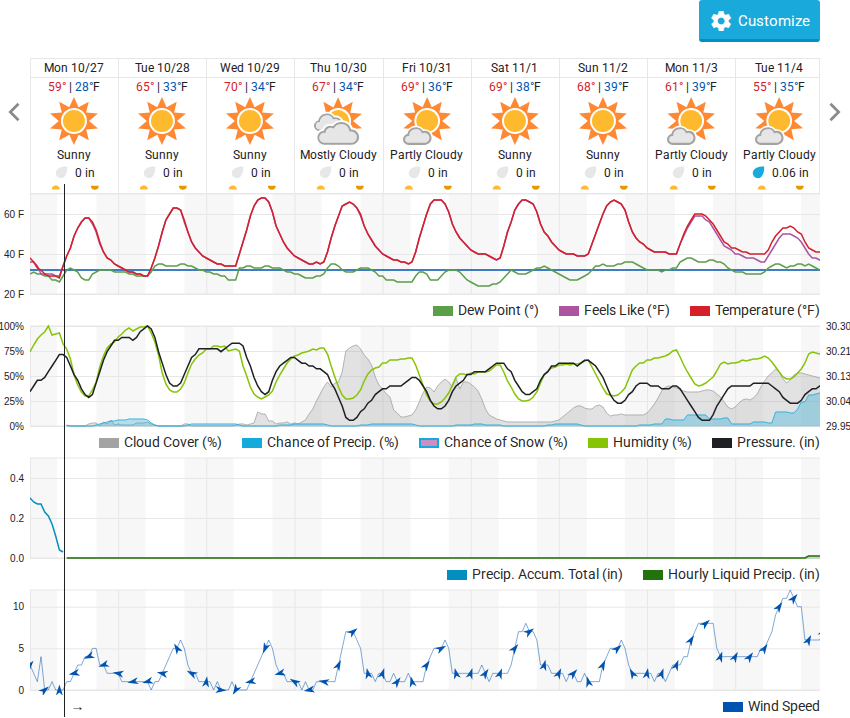 Customize
Mon 10/27 Tue 10/28 Wed 10/29 Thu 10/30 Fri 10/31 Sat 11/1 Sun 11/2 Mon 11/3 Tue 11/4
59° | 28°F 65° | 33°F 70° | 34°F 67° | 34°F 69° | 36°F 69° | 38°F 68° | 39°F 61° | 39°F 55° | 35°F
Sunny Sunny Sunny Mostly Cloudy Partly Cloudy Sunny Sunny Partly Cloudy Partly Cloudy
0 in 0 in 0 in 0 in 0 in 0 in 0 in 0 in 0.06 in
60 F
40 F
20 F
Dew Point (°) Feels Like (°F) Temperature (°F)
100% 30.30
75% 30.21
50% 30.13
25% 30.04
0% 29.95
Cloud Cover (%) Chance of Precip. (%) Chance of Snow (%) Humidity (%) Pressure. (in)
0.4
0.2
0.0
Precip. Accum. Total (in) Hourly Liquid Precip. (in)
10
5
0
→
Wind Speed